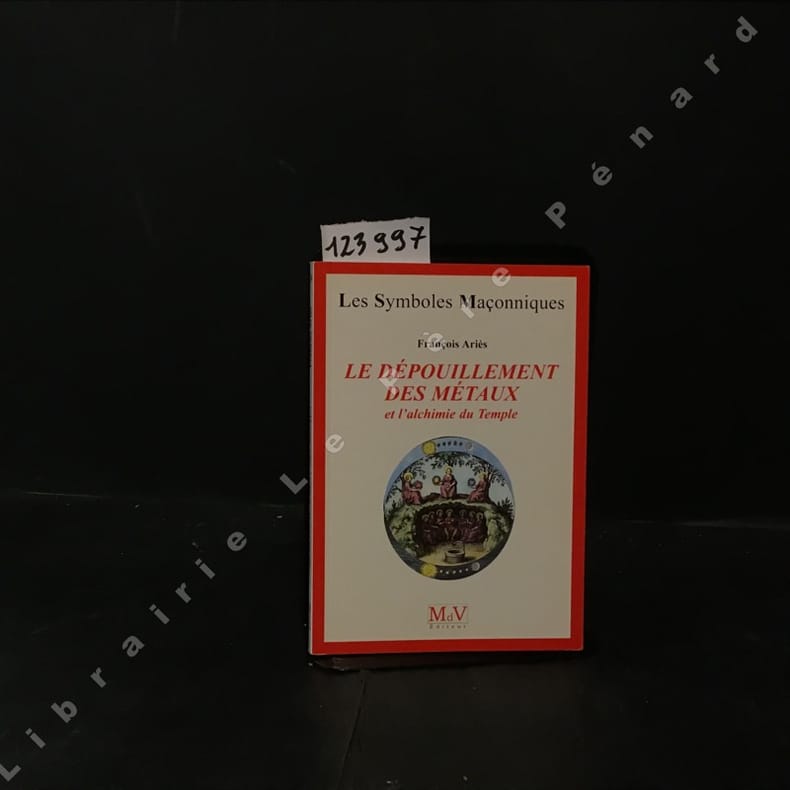 123997
Les Symboles Maçonniques
François Ariès
LE DÉPOUILLEMENT
DES MÉTAUX
et l'alchimie du Temple
MdV
Éditeur
Librairie Le Père Pénard